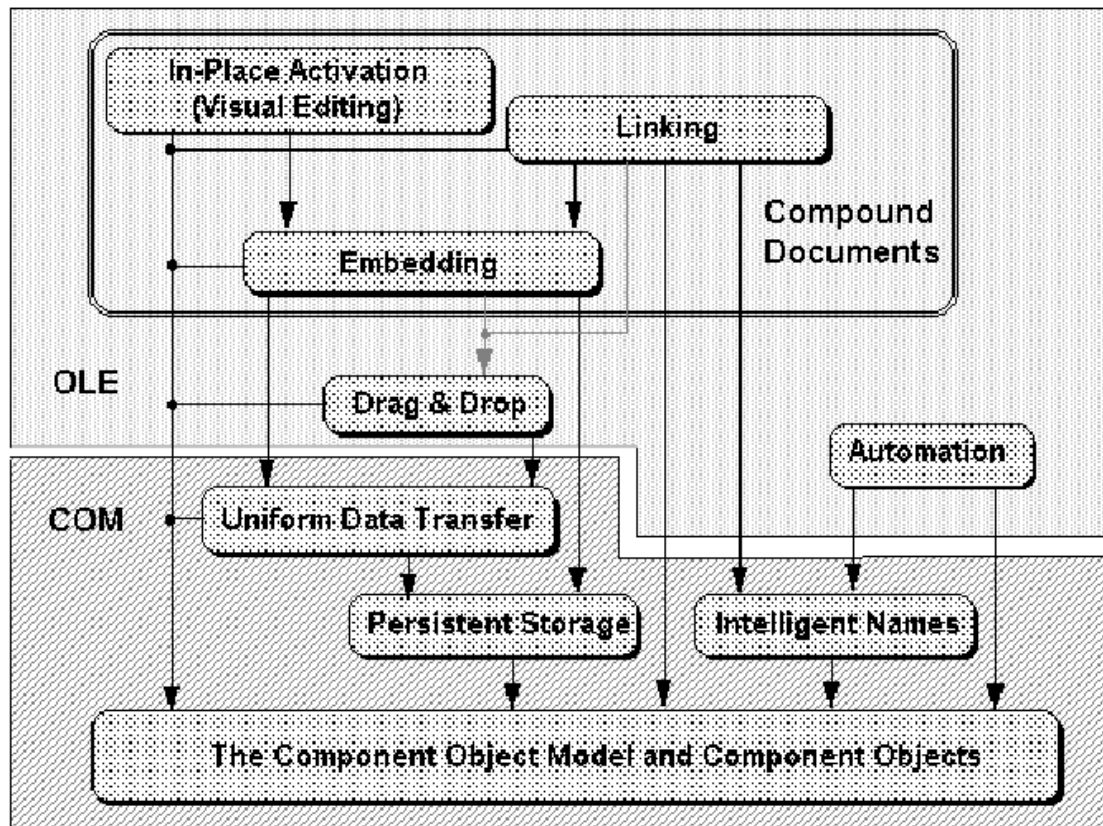 In-Place Activation
(Visual Editing)
Linking
Compound
Documents
Embedding
OLE
Drag & Drop
Automation
COM
Uniform Data Transfer
Persistent Storage
Intelligent Names
The Component Object Model and Component Objects